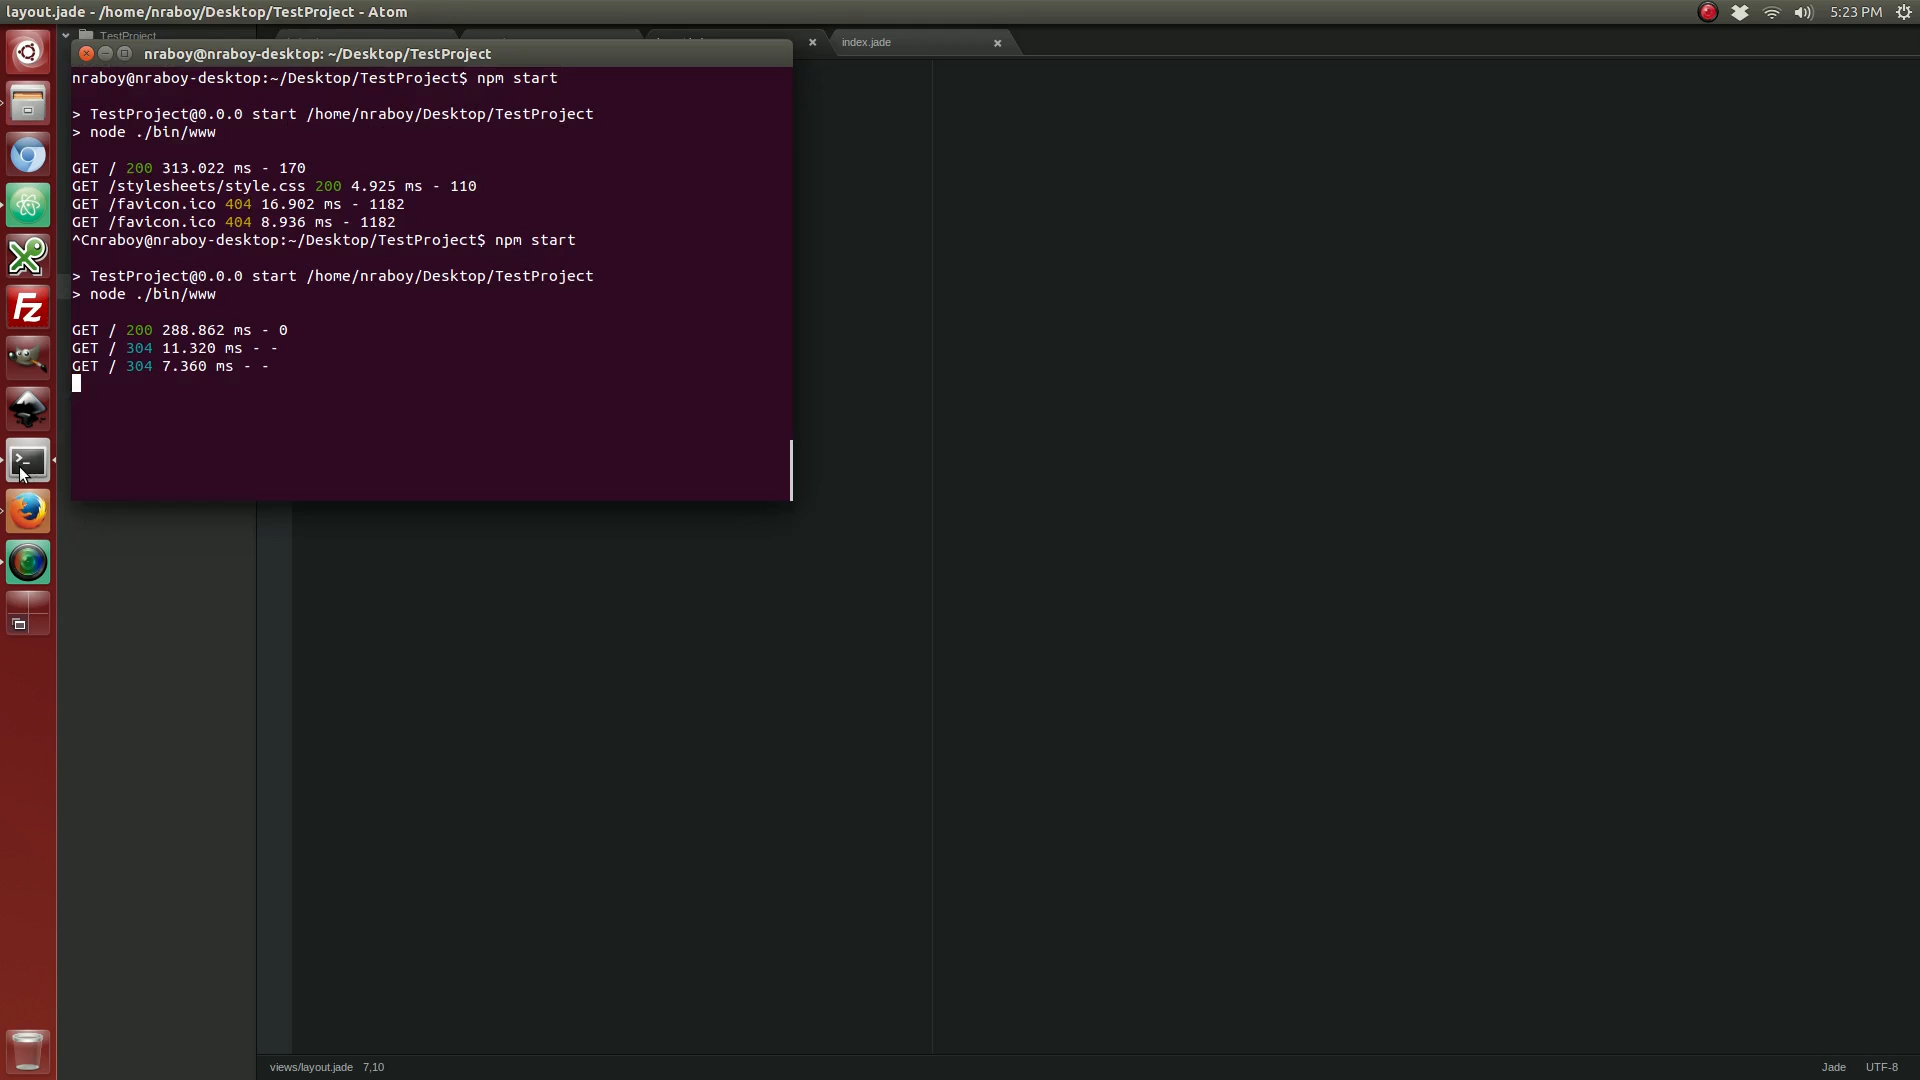 layout.jade - /home/nraboy/Desktop/TestProject - Atom
5:23 PM
TestProject
index.jade
nraboy@nraboy-desktop: ~/Desktop/TestProject
nraboy@nraboy-desktop:~/Desktop/TestProject$ npm start
> TestProject@0.0.0 start /home/nraboy/Desktop/TestProject
> node ./bin/www
GET / 200 313.022 ms - 170
GET /stylesheets/style.css 200 4.925 ms - 110
GET /favicon.ico 404 16.902 ms - 1182
GET /favicon.ico 404 8.936 ms - 1182
^Cnraboy@nraboy-desktop:~/Desktop/TestProject$ npm start
> TestProject@0.0.0 start /home/nraboy/Desktop/TestProject
> node ./bin/www
GET / 200 288.862 ms - 0
GET / 304 11.320 ms - -
GET / 304 7.360 ms - -
Fz
>_
views/layout.jade 7,10
Jade UTF-8